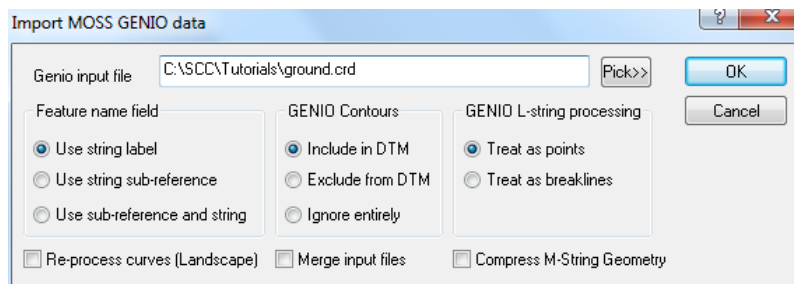 Import MOSS GENIO data
?
X
Genio input file
C:\SCC\Tutorials\ground.crd
Pick>>
OK
Cancel
Feature name field
Use string label
Use string sub-reference
Use sub-reference and string
GENIO Contours
Include in DTM
Exclude from DTM
Ignore entirely
GENIO L-string processing
Treat as points
Treat as breaklines
Re-process curves (Landscape)
Merge input files
Compress M-String Geometry